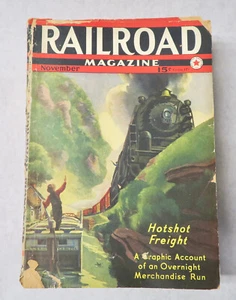 RAILROAD
MAGAZINE
November
15¢
Hotshot
Freight
A Graphic Account
of an Overnight
Merchandise Run